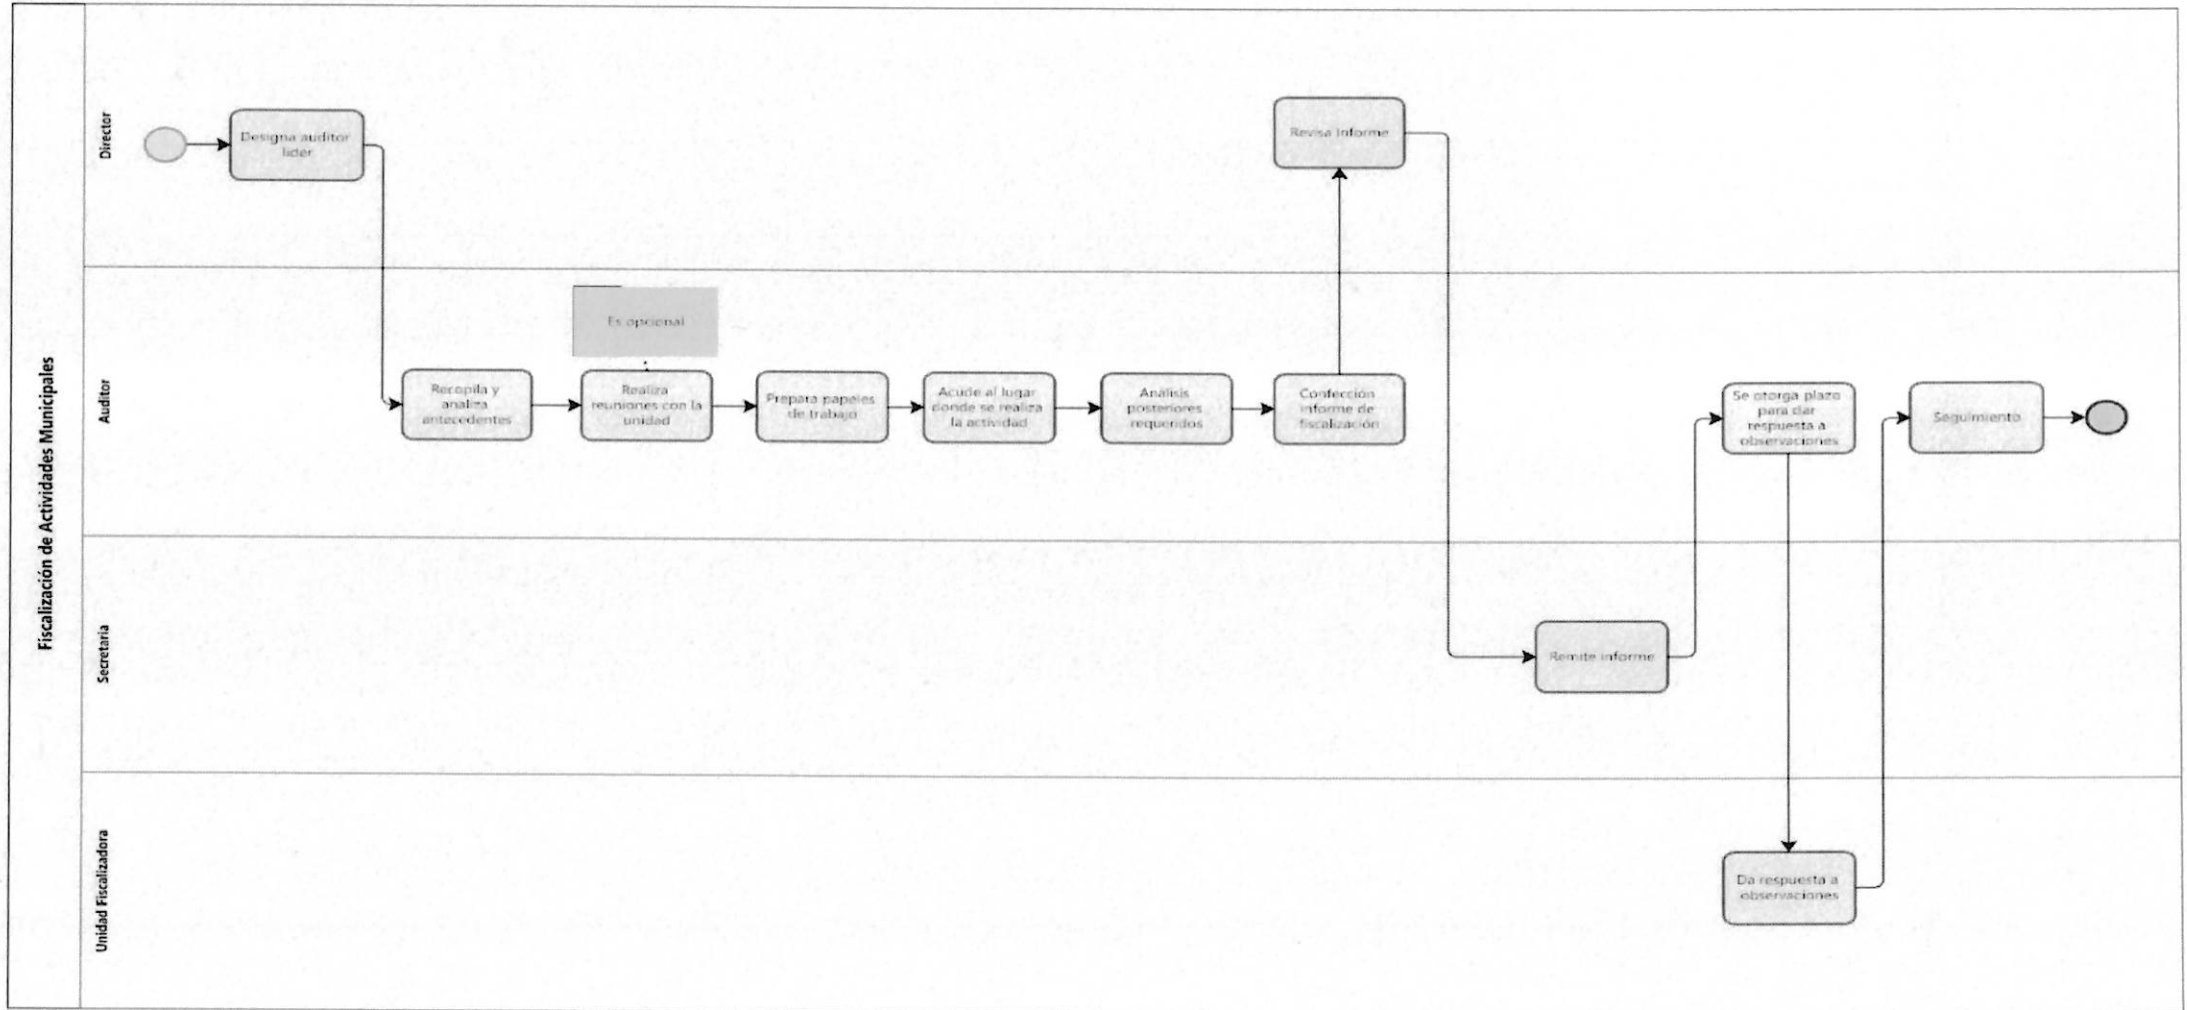 Fiscalización de Actividades Municipales
Director
Designa auditor
lider
Revisa Informe
Auditor
Es opcional
Recopila y
analiza
antecedentes
Realiza
reuniones con la
unidad
Prepara papeles
de trabajo
Acude al lugar
donde se realiza
la actividad
Análisis
posteriores
requeridos
Confección
informe de
fiscalización
Se otorga plazo
para dar
respuesta a
observaciones
Seguimiento
Secretaria
Remite informe
Unidad Fiscalizadora
Da respuesta a
observaciones